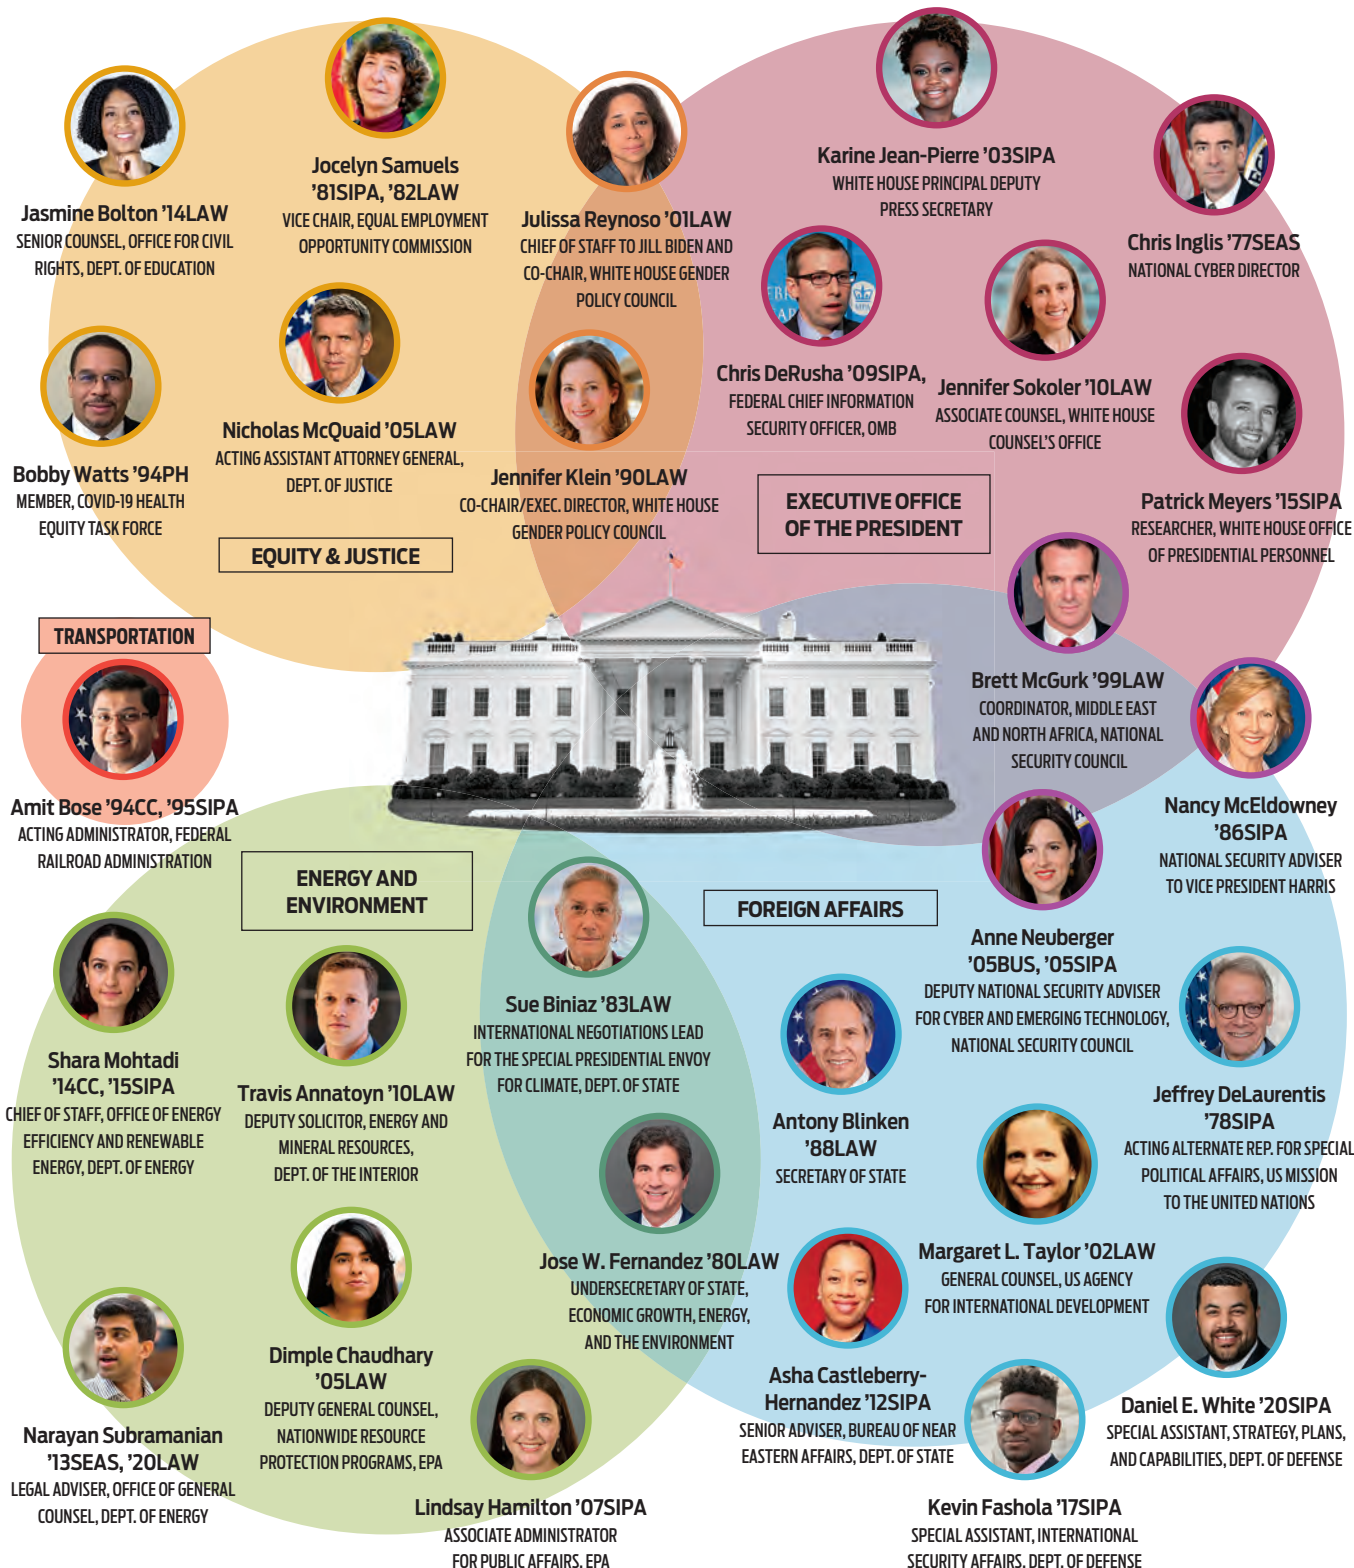 Jasmine Bolton ’14LAW
SENIOR COUNSEL, OFFICE FOR CIVIL
RIGHTS, DEPT. OF EDUCATION
Jocelyn Samuels
’81SIPA, ’82LAW
VICE CHAIR, EQUAL EMPLOYMENT
OPPORTUNITY COMMISSION
Julissa Reynoso ’01LAW
CHIEF OF STAFF TO JILL BIDEN AND
CO-CHAIR, WHITE HOUSE GENDER
POLICY COUNCIL
Karine Jean-Pierre ’03SIPA
WHITE HOUSE PRINCIPAL DEPUTY
PRESS SECRETARY
Chris Inglis ’77SEAS
NATIONAL CYBER DIRECTOR
Bobby Watts ’94PH
MEMBER, COVID-19 HEALTH
EQUITY TASK FORCE
Nicholas McQuaid ’05LAW
ACTING ASSISTANT ATTORNEY GENERAL,
DEPT. OF JUSTICE
Jennifer Klein ’90LAW
CO-CHAIR/EXEC. DIRECTOR, WHITE HOUSE
GENDER POLICY COUNCIL
Chris DeRusha ’09SIPA,
FEDERAL CHIEF INFORMATION
SECURITY OFFICER, OMB
Jennifer Sokoler ’10LAW
ASSOCIATE COUNSEL, WHITE HOUSE
COUNSEL’S OFFICE
Patrick Meyers ’15SIPA
RESEARCHER, WHITE HOUSE OFFICE
OF PRESIDENTIAL PERSONNEL
EQUITY & JUSTICE
EXECUTIVE OFFICE
OF THE PRESIDENT
TRANSPORTATION
Amit Bose ’94CC, ’95SIPA
ACTING ADMINISTRATOR, FEDERAL
RAILROAD ADMINISTRATION
Brett McGurk ’99LAW
COORDINATOR, MIDDLE EAST
AND NORTH AFRICA, NATIONAL
SECURITY COUNCIL
Nancy McEldowney
’86SIPA
NATIONAL SECURITY ADVISER
TO VICE PRESIDENT HARRIS
ENERGY AND
ENVIRONMENT
FOREIGN AFFAIRS
Shara Mohtadi
’14CC, ’15SIPA
CHIEF OF STAFF, OFFICE OF ENERGY
EFFICIENCY AND RENEWABLE
ENERGY, DEPT. OF ENERGY
Travis Annatoyn ’10LAW
DEPUTY SOLICITOR, ENERGY AND
MINERAL RESOURCES,
DEPT. OF THE INTERIOR
Sue Biniaz ’83LAW
INTERNATIONAL NEGOTIATIONS LEAD
FOR THE SPECIAL PRESIDENTIAL ENVOY
FOR CLIMATE, DEPT. OF STATE
Anne Neuberger
’05BUS, ’05SIPA
DEPUTY NATIONAL SECURITY ADVISER
FOR CYBER AND EMERGING TECHNOLOGY,
NATIONAL SECURITY COUNCIL
Antony Blinken
’88LAW
SECRETARY OF STATE
Jeffrey DeLaurentis
’78SIPA
ACTING ALTERNATE REP. FOR SPECIAL
POLITICAL AFFAIRS, US MISSION
TO THE UNITED NATIONS
Jose W. Fernandez ’80LAW
UNDERSECRETARY OF STATE,
ECONOMIC GROWTH, ENERGY,
AND THE ENVIRONMENT
Margaret L. Taylor ’02LAW
GENERAL COUNSEL, US AGENCY
FOR INTERNATIONAL DEVELOPMENT
Narayan Subramanian
’13SEAS, ’20LAW
LEGAL ADVISER, OFFICE OF GENERAL
COUNSEL, DEPT. OF ENERGY
Dimple Chaudhary
’05LAW
DEPUTY GENERAL COUNSEL,
NATIONWIDE RESOURCE
PROTECTION PROGRAMS, EPA
Lindsay Hamilton ’07SIPA
ASSOCIATE ADMINISTRATOR
FOR PUBLIC AFFAIRS, EPA
Asha Castleberry-
Hernandez ’12SIPA
SENIOR ADVISER, BUREAU OF NEAR
EASTERN AFFAIRS, DEPT. OF STATE
Kevin Fashola ’17SIPA
SPECIAL ASSISTANT, INTERNATIONAL
SECURITY AFFAIRS, DEPT. OF DEFENSE
Daniel E. White ’20SIPA
SPECIAL ASSISTANT, STRATEGY, PLANS,
AND CAPABILITIES, DEPT. OF DEFENSE